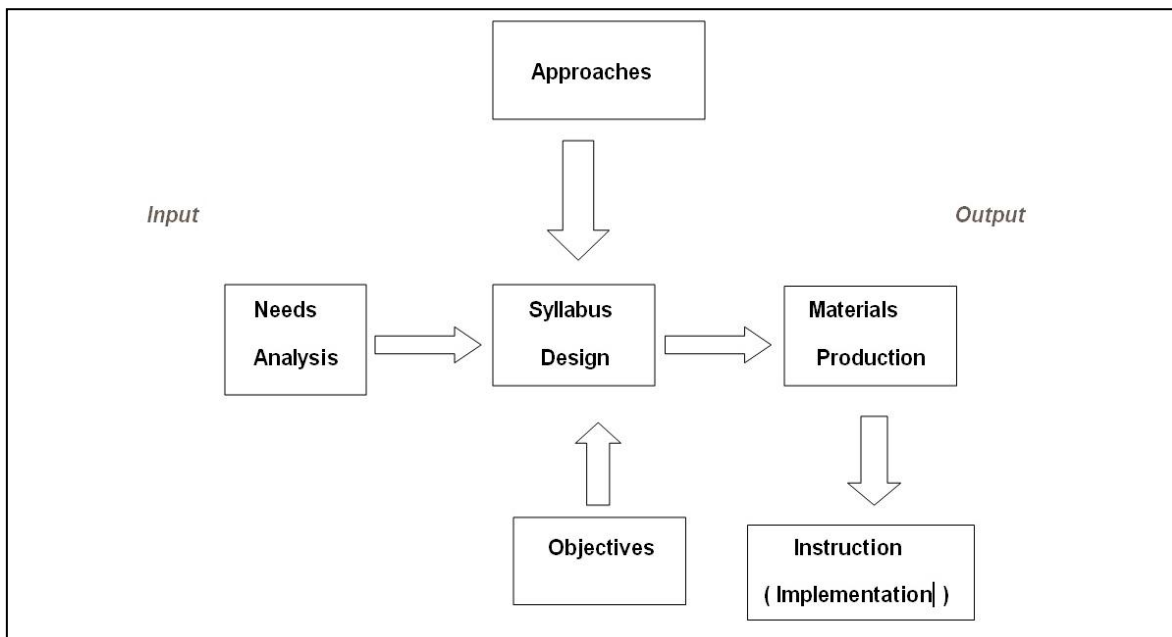 Approaches
Input
Output
Needs
Analysis
Syllabus
Design
Materials
Production
Objectives
Instruction
( Implementation )